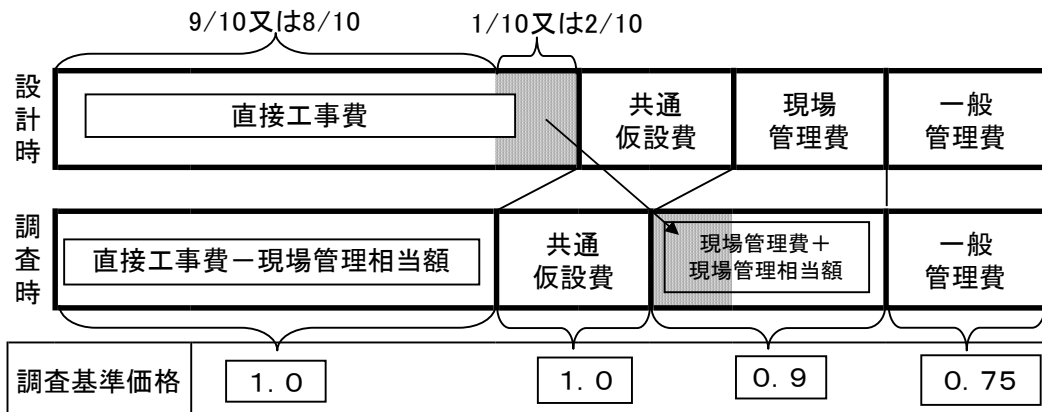 9/10又は8/10
1/10又は2/10
設計時
直接工事費
共通
仮設費
現場
管理費
一般
管理費
調査時
直接工事費－現場管理相当額
共通
仮設費
現場管理費＋
現場管理相当額
一般
管理費
調査基準価格
１．０
１．０
０．９
０．７５